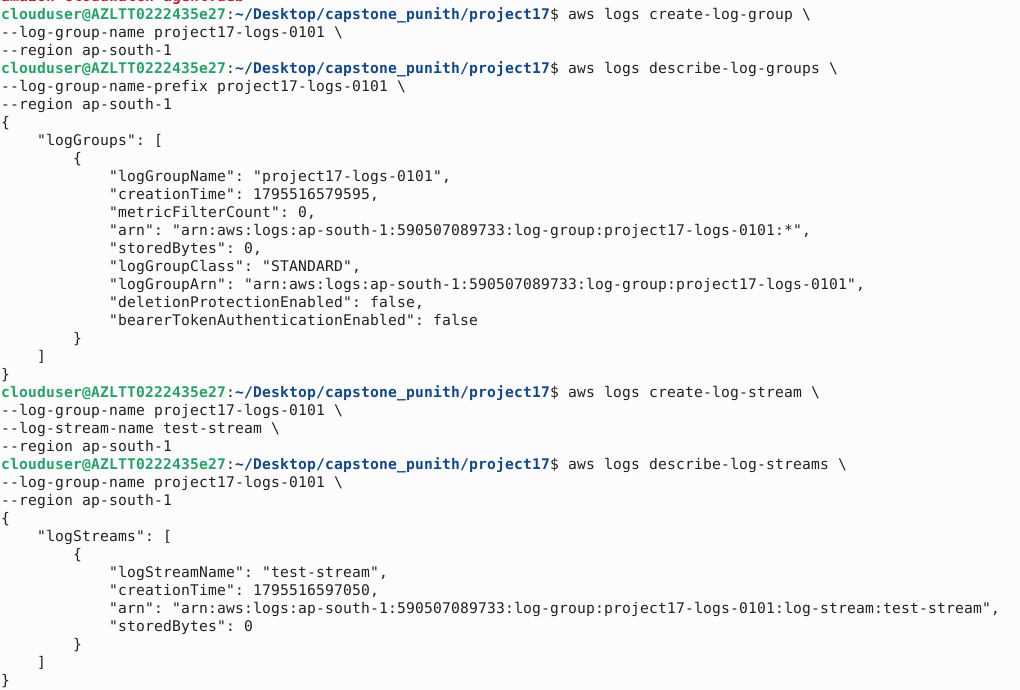 clouduser@AZLTT0222435e27:~/Desktop/capstone_punith/project17$ aws logs create-log-group \
--log-group-name project17-logs-0101 \
--region ap-south-1
clouduser@AZLTT0222435e27:~/Desktop/capstone_punith/project17$ aws logs describe-log-groups \
--log-group-name-prefix project17-logs-0101 \
--region ap-south-1
{
    "logGroups": [
        {
            "logGroupName": "project17-logs-0101",
            "creationTime": 1795516579595,
            "metricFilterCount": 0,
            "arn": "arn:aws:logs:ap-south-1:590507089733:log-group:project17-logs-0101:*",
            "storedBytes": 0,
            "logGroupClass": "STANDARD",
            "logGroupArn": "arn:aws:logs:ap-south-1:590507089733:log-group:project17-logs-0101",
            "deletionProtectionEnabled": false,
            "bearerTokenAuthenticationEnabled": false
        }
    ]
}
clouduser@AZLTT0222435e27:~/Desktop/capstone_punith/project17$ aws logs create-log-stream \
--log-group-name project17-logs-0101 \
--log-stream-name test-stream \
--region ap-south-1
clouduser@AZLTT0222435e27:~/Desktop/capstone_punith/project17$ aws logs describe-log-streams \
--log-group-name project17-logs-0101 \
--region ap-south-1
{
    "logStreams": [
        {
            "logStreamName": "test-stream",
            "creationTime": 1795516597050,
            "arn": "arn:aws:logs:ap-south-1:590507089733:log-group:project17-logs-0101:log-stream:test-stream",
            "storedBytes": 0
        }
    ]
}